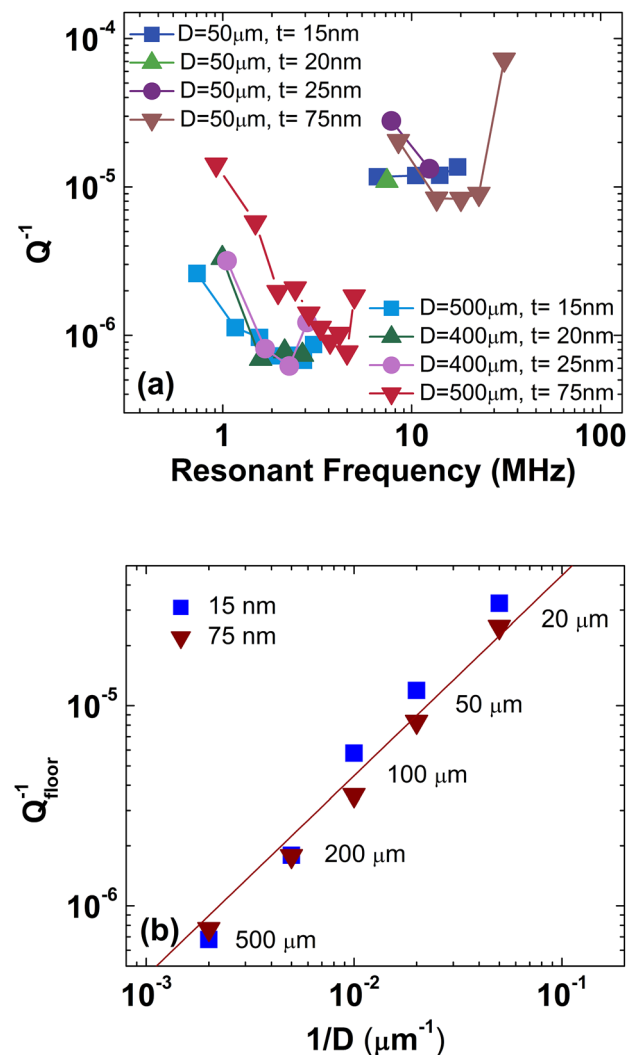 10⁻⁴
D=50μm, t= 15nm
D=50μm, t= 20nm
D=50μm, t= 25nm
D=50μm, t= 75nm
10⁻⁵
Q⁻¹
10⁻⁶
D=500μm, t= 15nm
D=400μm, t= 20nm
D=400μm, t= 25nm
D=500μm, t= 75nm
(a)
1 10 100
Resonant Frequency (MHz)
15 nm
75 nm
20 μm
50 μm
10⁻⁵
100 μm
Q⁻¹floor
200 μm
10⁻⁶
(b)
500 μm
10⁻³ 10⁻² 10⁻¹
1/D (μm⁻¹)